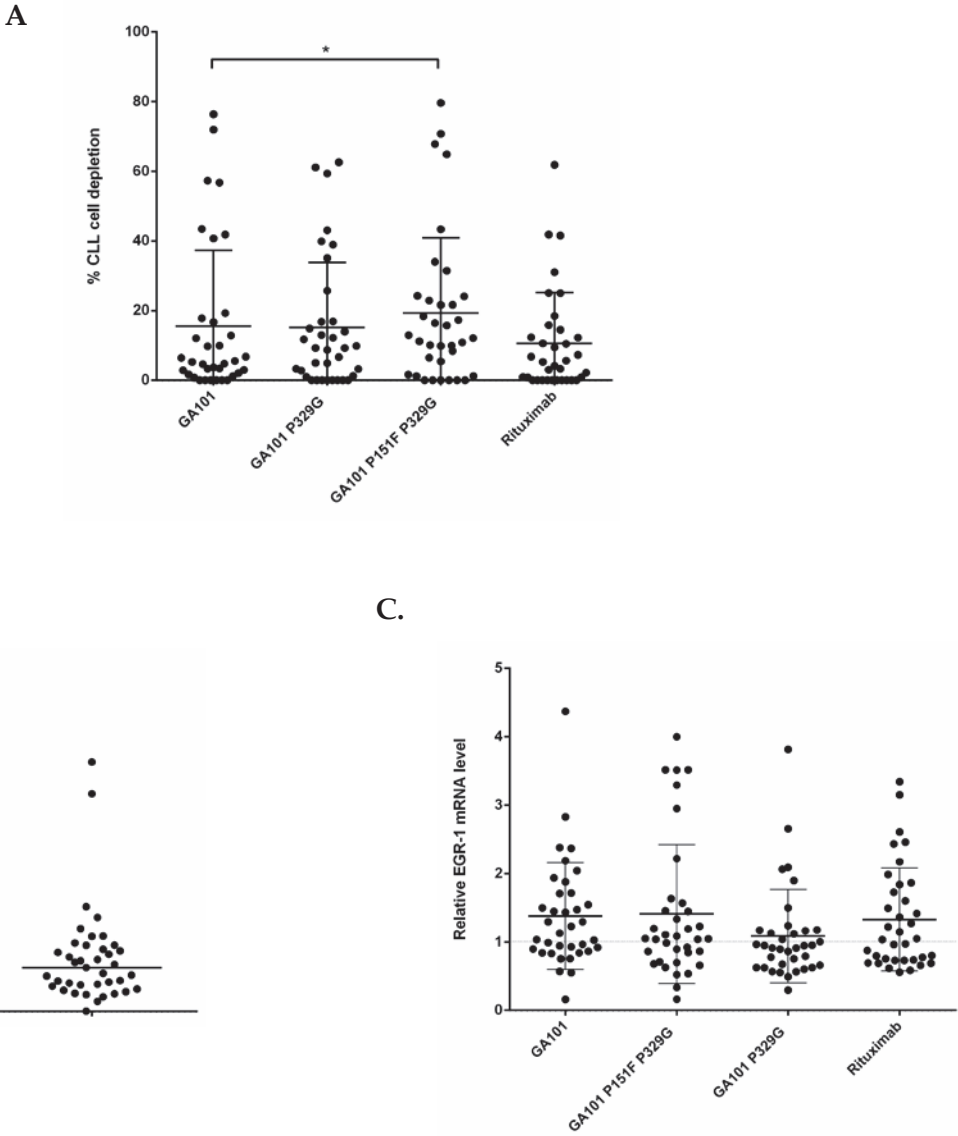 A
100
80
60
40
20
0
% CLL cell depletion
*
GA101
GA101 P329G
GA101 P151F P329G
Rituximab
C.
5
4
3
2
1
0
Relative EGR-1 mRNA level
GA101
GA101 P151F P329G
GA101 P329G
Rituximab